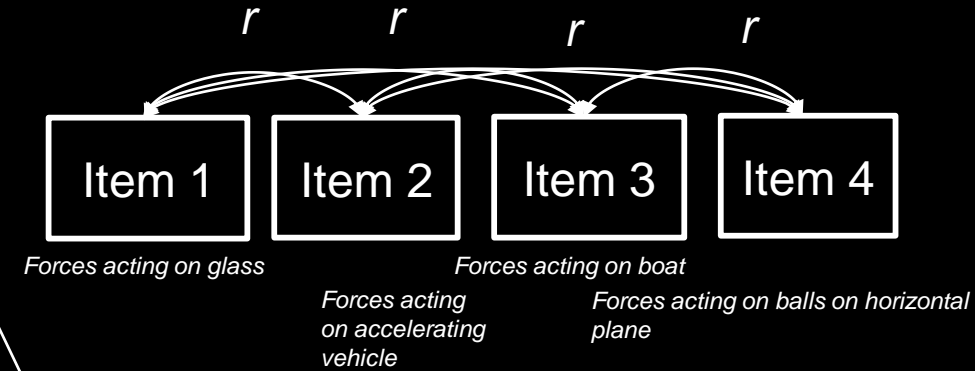 r r r r
Item 1 Item 2 Item 3 Item 4
Forces acting on glass
Forces acting
on accelerating
vehicle
Forces acting on boat
Forces acting on balls on horizontal
plane